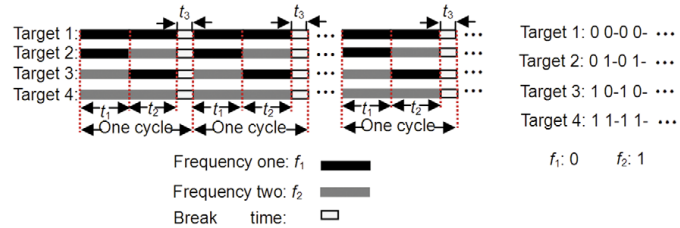 t3 t3 t3
Target 1: ... ... Target 1: 0 0-0 0- ...
Target 2: Target 2: 0 1-0 1- ...
Target 3: ... ... Target 3: 1 0-1 0- ...
Target 4: Target 4: 1 1-1 1- ...
t1 t2 t1 t2 t1 t2
One cycle One cycle One cycle
f1: 0 f2: 1
Frequency one: f1
Frequency two: f2
Break time: